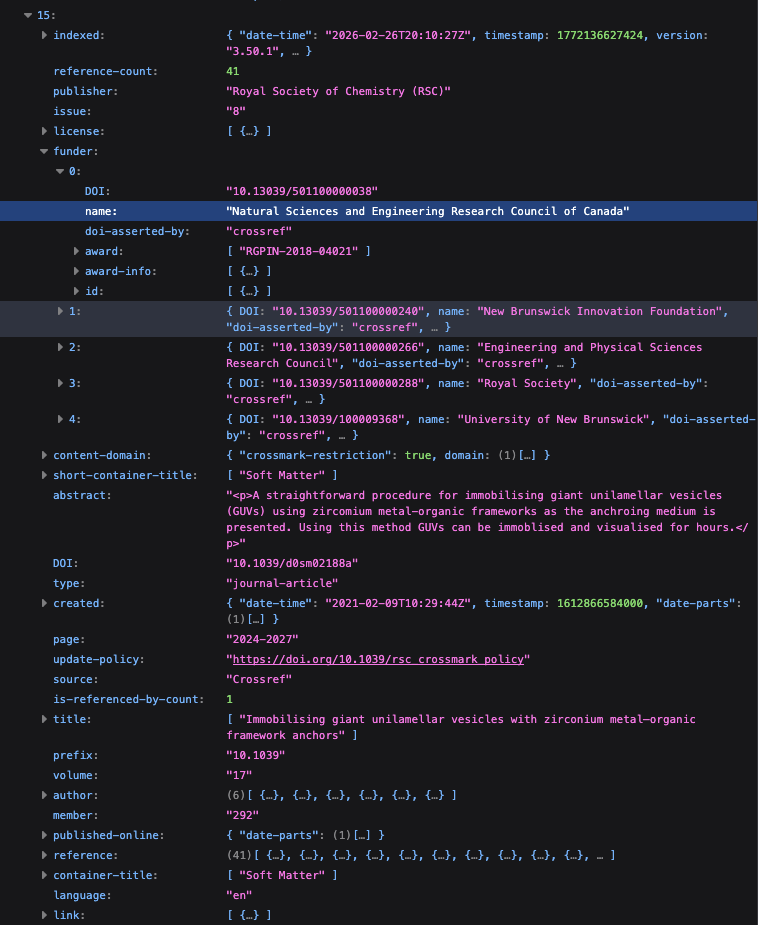 15:
indexed: { "date-time": "2026-02-26T20:10:27Z", timestamp: 1772136627424, version:
"3.50.1", … }
reference-count: 41
publisher: "Royal Society of Chemistry (RSC)"
issue: "8"
license: [ {…} ]
funder:
0:
DOI: "10.13039/501100000038"
name: "Natural Sciences and Engineering Research Council of Canada"
doi-asserted-by: "crossref"
award: [ "RGPIN-2018-04021" ]
award-info: [ {…} ]
id: [ {…} ]
1: { DOI: "10.13039/501100000240", name: "New Brunswick Innovation Foundation",
"doi-asserted-by": "crossref", … }
2: { DOI: "10.13039/501100000266", name: "Engineering and Physical Sciences
Research Council", "doi-asserted-by": "crossref", … }
3: { DOI: "10.13039/501100000288", name: "Royal Society", "doi-asserted-by":
"crossref", … }
4: { DOI: "10.13039/100009368", name: "University of New Brunswick", "doi-asserted-
by": "crossref", … }
content-domain: { "crossmark-restriction": true, domain: (1)[…] }
short-container-title: [ "Soft Matter" ]
abstract: "<p>A straightforward procedure for immobilising giant unilamellar vesicles
(GUVs) using zircomium metal–organic frameworks as the anchroing medium is
presented. Using this method GUVs can be immoblised and visualised for hours.</
p>"
DOI: "10.1039/d0sm02188a"
type: "journal-article"
created: { "date-time": "2021-02-09T10:29:44Z", timestamp: 1612866584000, "date-parts":
(1)[…] }
page: "2024-2027"
update-policy: "https://doi.org/10.1039/rsc_crossmark_policy"
source: "Crossref"
is-referenced-by-count: 1
title: [ "Immobilising giant unilamellar vesicles with zirconium metal–organic
framework anchors" ]
prefix: "10.1039"
volume: "17"
author: (6)[ {…}, {…}, {…}, {…}, {…}, {…} ]
member: "292"
published-online: { "date-parts": (1)[…] }
reference: (41)[ {…}, {…}, {…}, {…}, {…}, {…}, {…}, {…}, {…}, {…}, … ]
container-title: [ "Soft Matter" ]
language: "en"
link: [ {…} ]